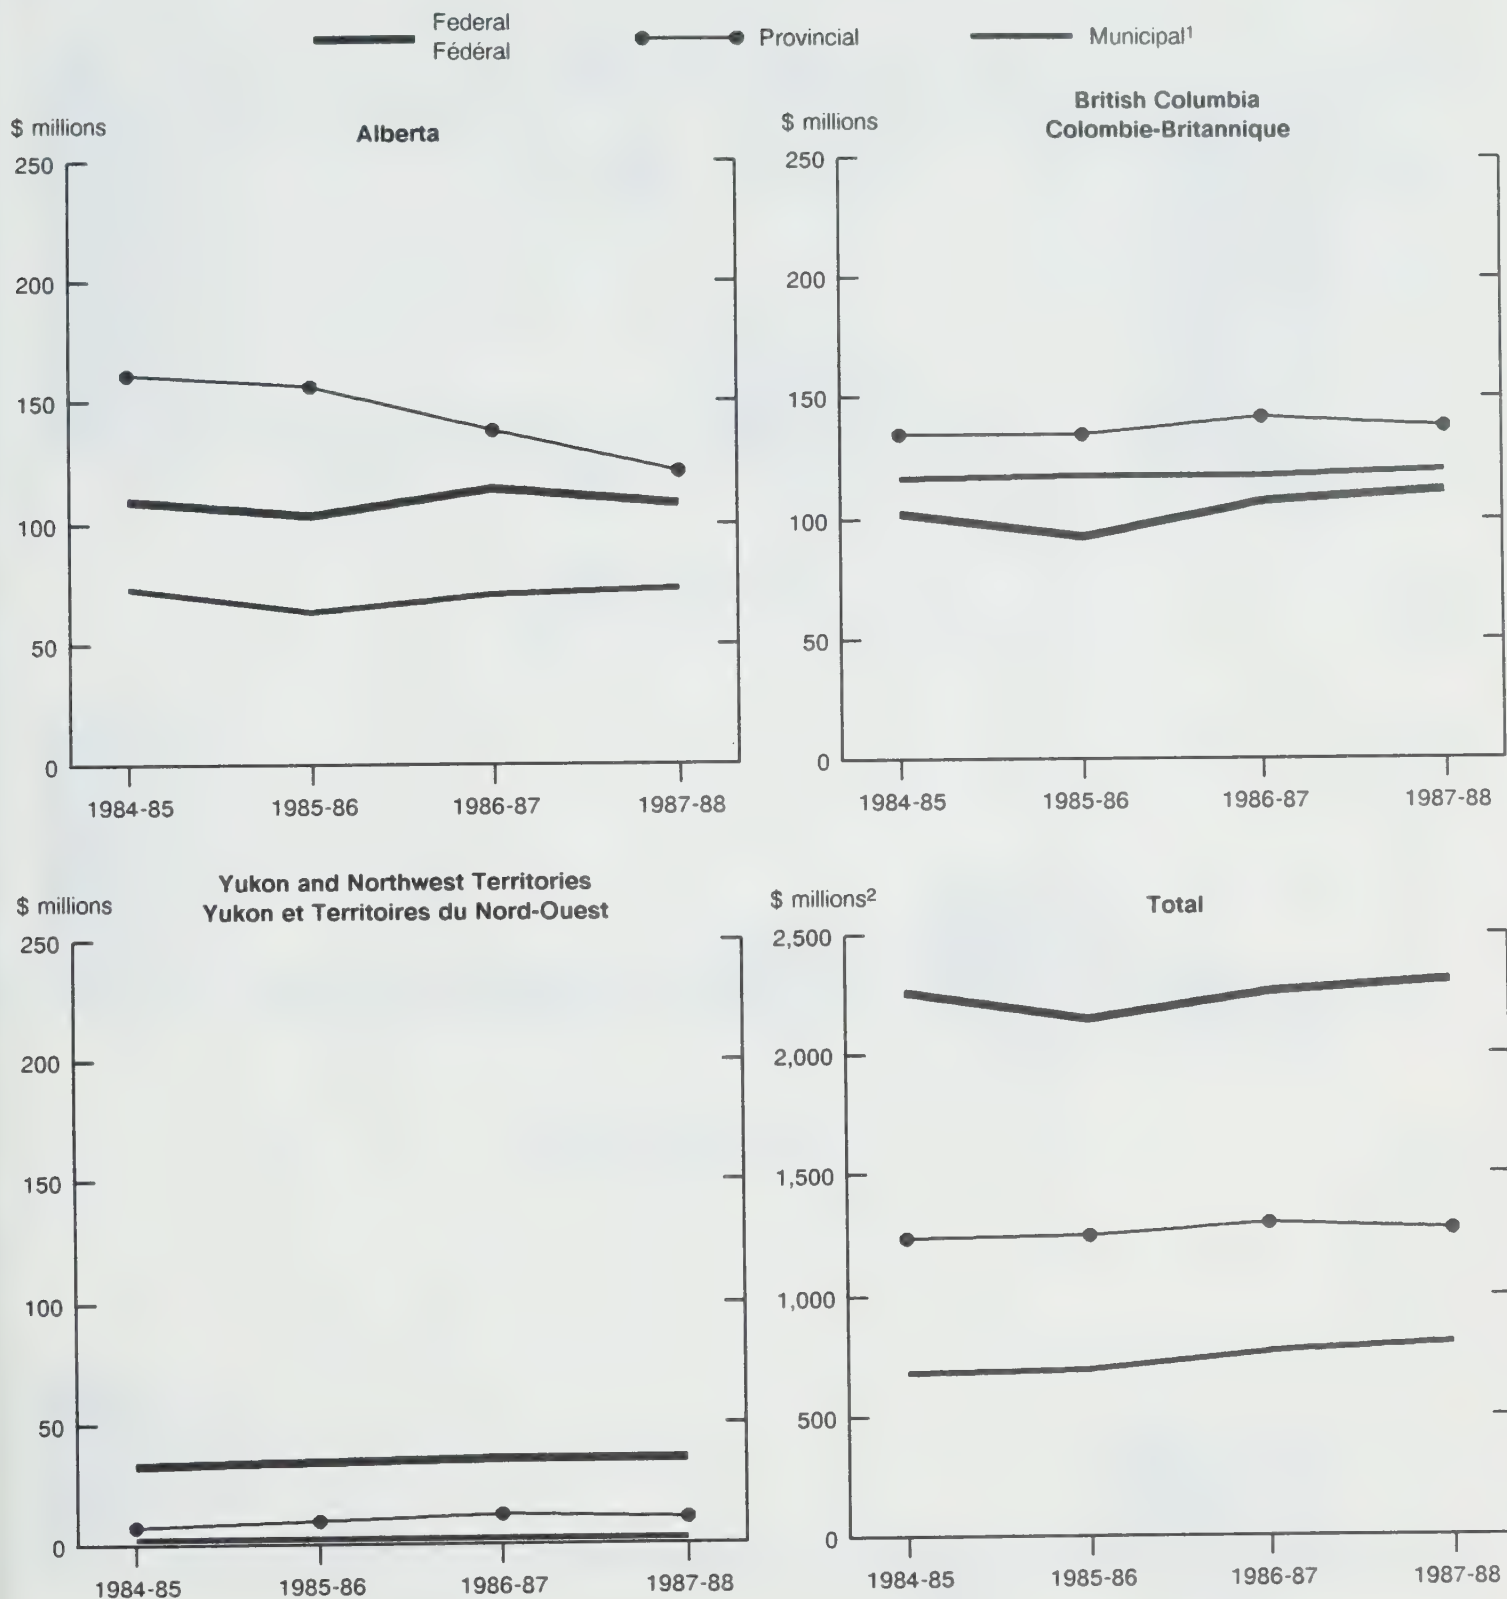 Federal
Fédéral
Provincial
Municipal¹
$ millions
Alberta
250
200
150
100
50
0
1984-85 1985-86 1986-87 1987-88
$ millions
British Columbia
Colombie-Britannique
250
200
150
100
50
0
1984-85 1985-86 1986-87 1987-88
$ millions
Yukon and Northwest Territories
Yukon et Territoires du Nord-Ouest
250
200
150
100
50
0
1984-85 1985-86 1986-87 1987-88
$ millions²
Total
2,500
2,000
1,500
1,000
500
0
1984-85 1985-86 1986-87 1987-88